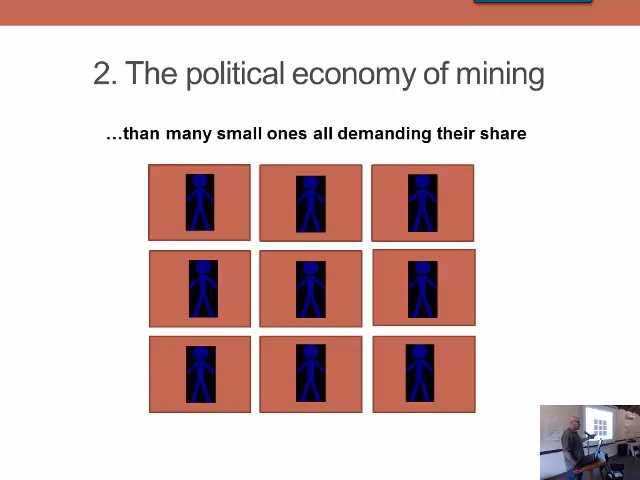 2. The political economy of mining
…than many small ones all demanding their share